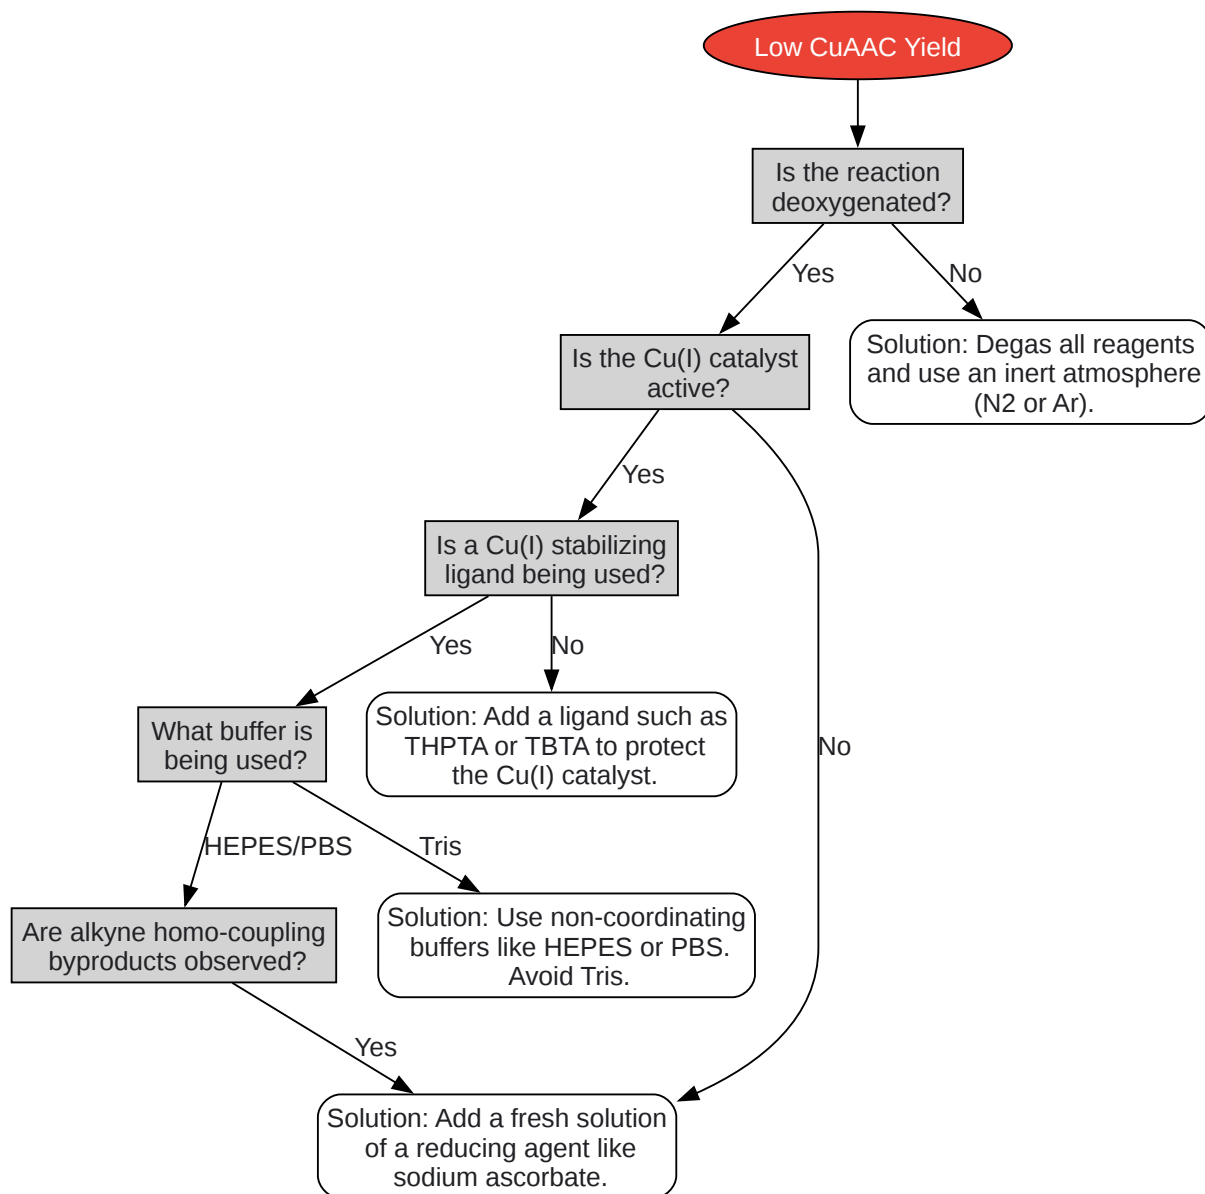 Low CuAAC Yield
Is the reaction
deoxygenated?
Yes
No
Is the Cu(I) catalyst
active?
Solution: Degas all reagents
and use an inert atmosphere
(N2 or Ar).
Yes
No
Is a Cu(I) stabilizing
ligand being used?
Yes
No
What buffer is
being used?
Solution: Add a ligand such as
THPTA or TBTA to protect
the Cu(I) catalyst.
HEPES/PBS
Tris
Are alkyne homo-coupling
byproducts observed?
Solution: Use non-coordinating
buffers like HEPES or PBS.
Avoid Tris.
Yes
Solution: Add a fresh solution
of a reducing agent like
sodium ascorbate.